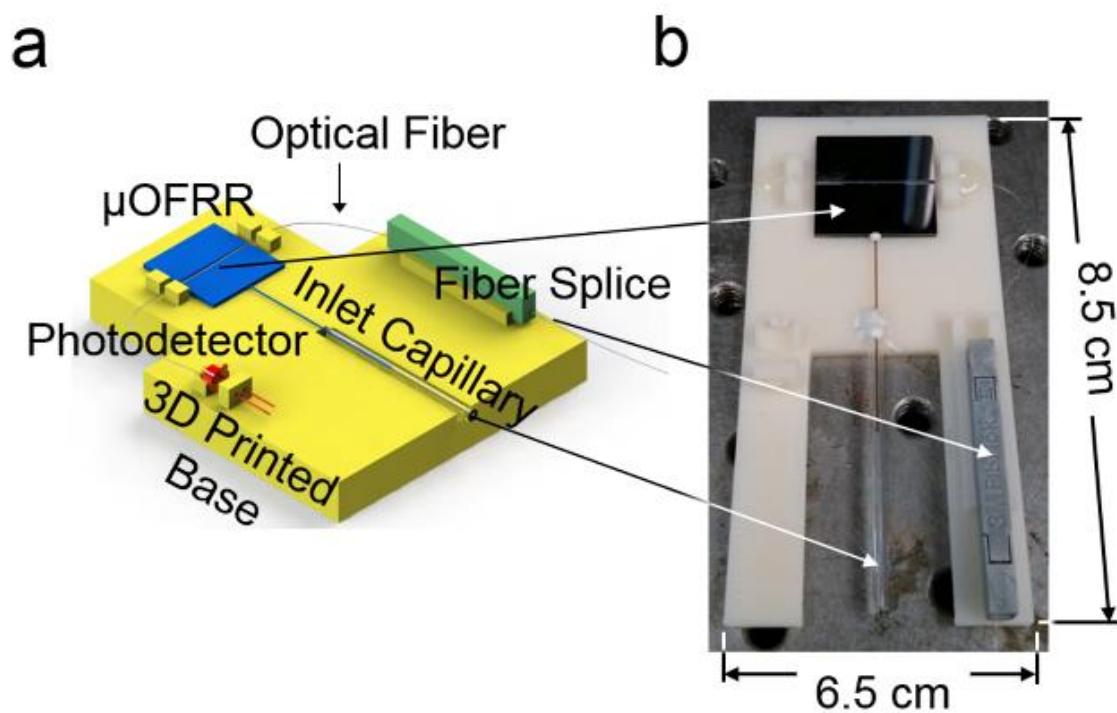 a
b
Optical Fiber
μOFRR
Fiber Splice
Inlet Capillary
Photodetector
3D Printed
Base
8.5 cm
6.5 cm